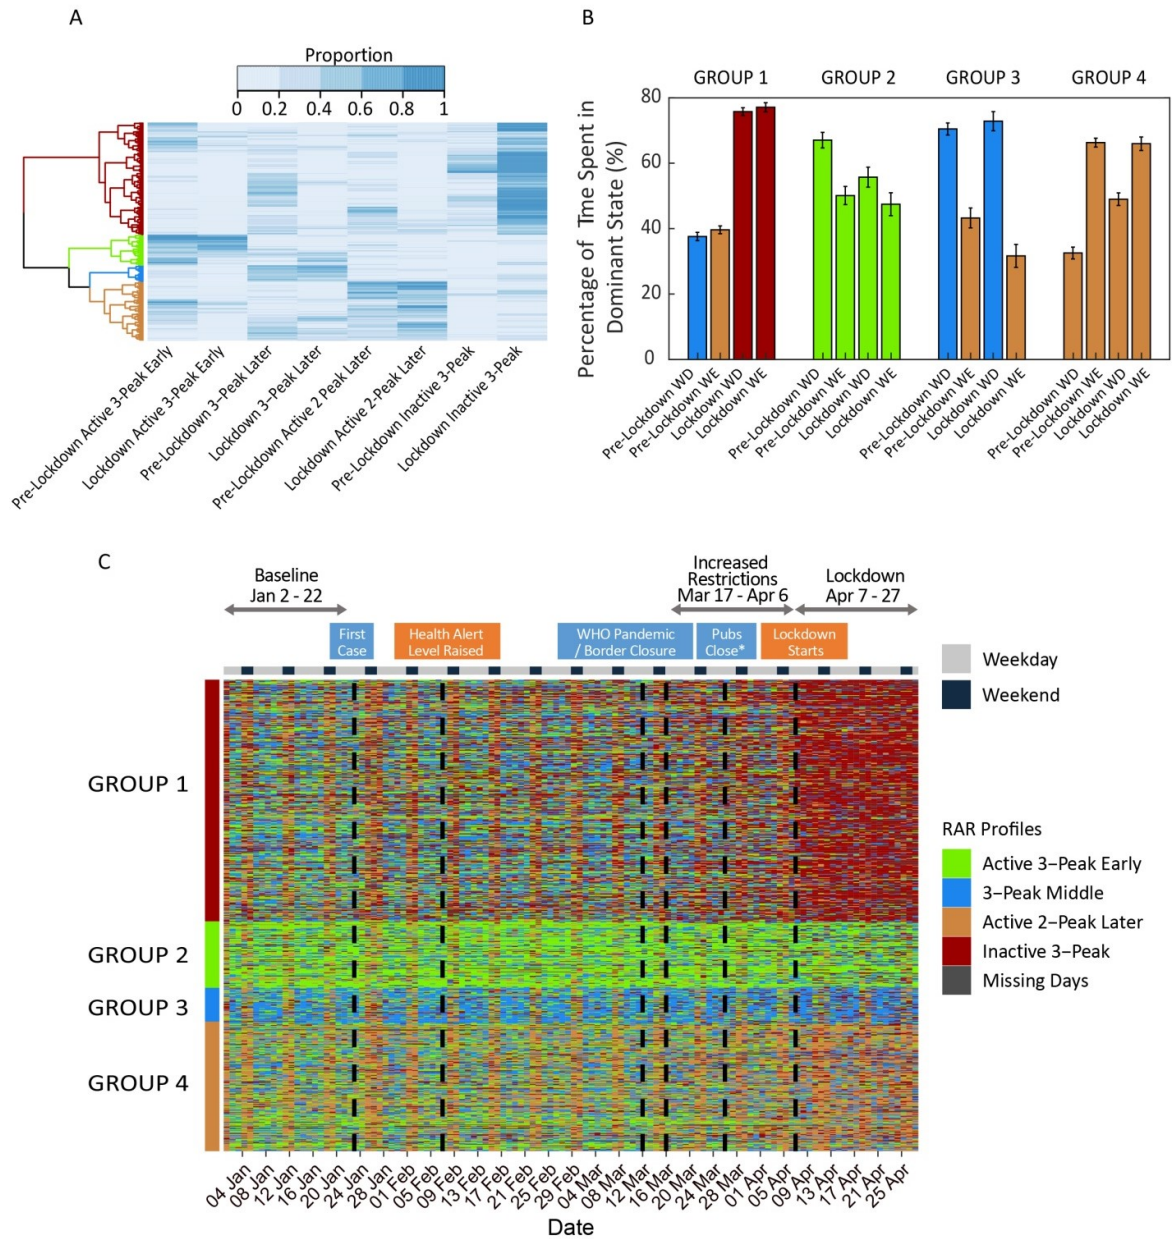 A
Proportion
0 0.2 0.4 0.6 0.8 1
Pre-Lockdown Active 3-Peak Early
Lockdown Active 3-Peak Early
Pre-Lockdown 3-Peak Later
Lockdown 3-Peak Later
Pre-Lockdown Active 2 Peak Later
Lockdown Active 2-Peak Later
Pre-Lockdown Inactive 3-Peak
Lockdown Inactive 3-Peak
B
GROUP 1 GROUP 2 GROUP 3 GROUP 4
Percentage of Tme Spent in
Dominant State (%)
80
60
40
20
0
Pre-Lockdown WD
Pre-Lockdown WE
Lockdown WD
Lockdown WE
Pre-Lockdown WD
Pre-Lockdown WE
Lockdown WD
Lockdown WE
Pre-Lockdown WD
Pre-Lockdown WE
Lockdown WD
Lockdown WE
Pre-Lockdown WD
Pre-Lockdown WE
Lockdown WD
Lockdown WE
C
Baseline
Jan 2 - 22
Increased
Restrictions
Mar 17 - Apr 6
Lockdown
Apr 7 - 27
First
Case
Health Alert
Level Raised
WHO Pandemic
/ Border Closure
Pubs
Close*
Lockdown
Starts
Weekday
Weekend
GROUP 1
GROUP 2
GROUP 3
GROUP 4
RAR Profiles
Active 3-Peak Early
3-Peak Middle
Active 2-Peak Later
Inactive 3-Peak
Missing Days
04 Jan
08 Jan
12 Jan
16 Jan
20 Jan
24 Jan
28 Jan
01 Feb
05 Feb
09 Feb
13 Feb
17 Feb
21 Feb
25 Feb
29 Feb
04 Mar
08 Mar
12 Mar
16 Mar
20 Mar
24 Mar
28 Mar
01 Apr
05 Apr
09 Apr
13 Apr
17 Apr
21 Apr
25 Apr
Date